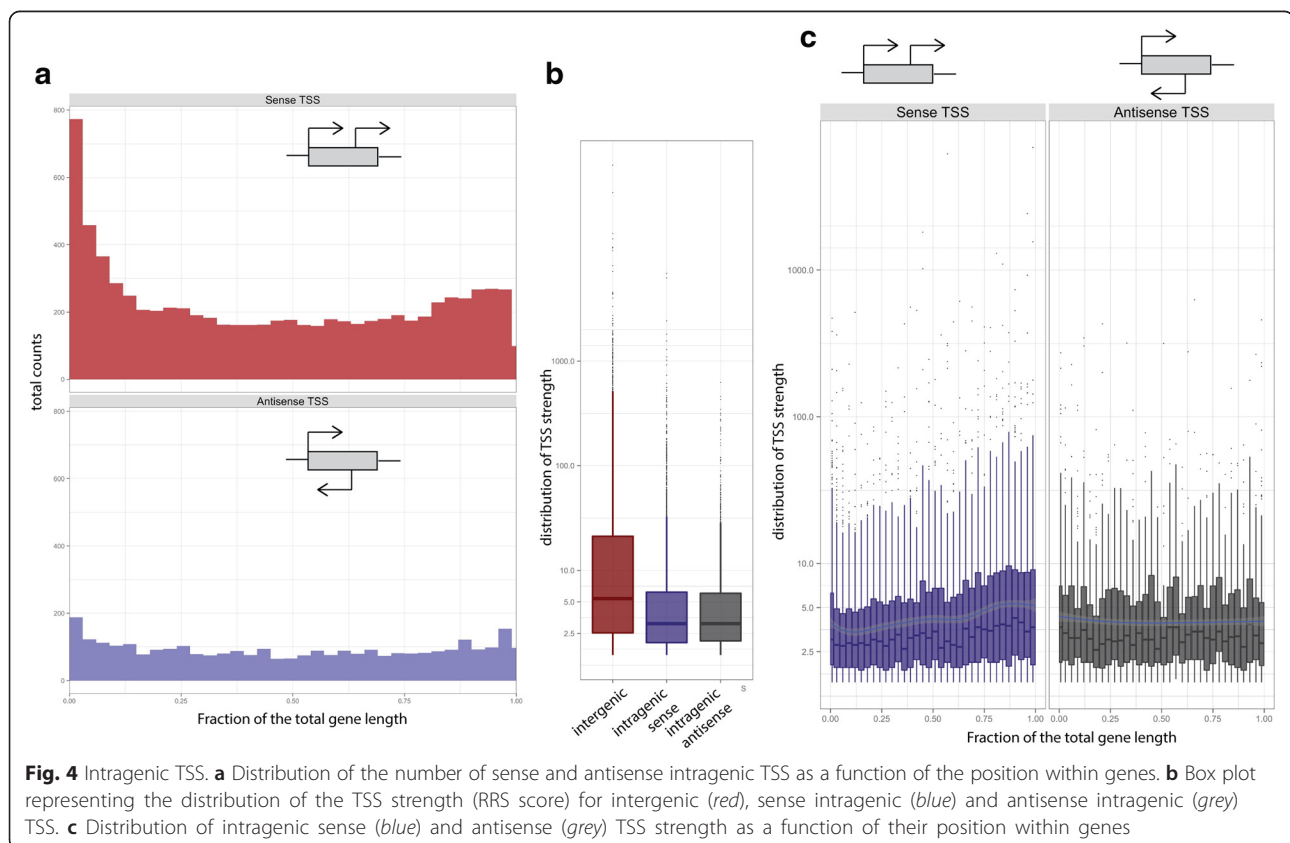 a
Sense TSS
800
600
400
200
0
Antisense TSS
800
600
400
200
0
total counts
0.00
0.25
0.50
0.75
1.00
Fraction of the total gene length
b
distribution of TSS strength
1000.0
100.0
10.0
5.0
2.5
intergenic
intragenic
sense
intragenic
antisense
S
c
Sense TSS
Antisense TSS
distribution of TSS strength
1000.0
100.0
10.0
5.0
2.5
0.00
0.25
0.50
0.75
1.00
0.00
0.25
0.50
0.75
1.00
Fraction of the total gene length
Fig. 4 Intragenic TSS. a Distribution of the number of sense and antisense intragenic TSS as a function of the position within genes. b Box plot
representing the distribution of the TSS strength (RRS score) for intergenic (red), sense intragenic (blue) and antisense intragenic (grey)
TSS. c Distribution of intragenic sense (blue) and antisense (grey) TSS strength as a function of their position within genes